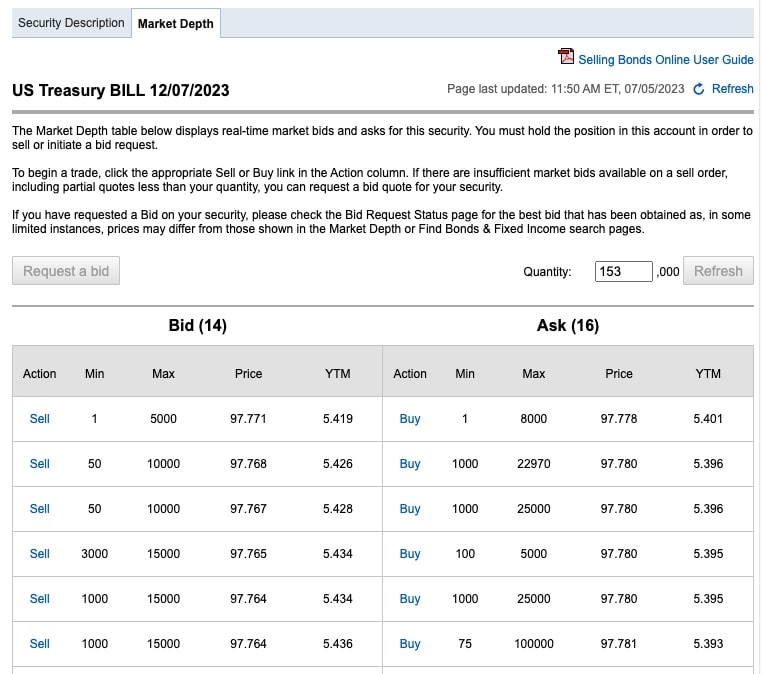 Security Description Market Depth
Selling Bonds Online User Guide
US Treasury BILL 12/07/2023 Page last updated: 11:50 AM ET, 07/05/2023 Refresh
The Market Depth table below displays real-time market bids and asks for this security. You must hold the position in this account in order to
sell or initiate a bid request.
To begin a trade, click the appropriate Sell or Buy link in the Action column. If there are insufficient market bids available on a sell order,
including partial quotes less than your quantity, you can request a bid quote for your security.
If you have requested a Bid on your security, please check the Bid Request Status page for the best bid that has been obtained as, in some
limited instances, prices may differ from those shown in the Market Depth or Find Bonds & Fixed Income search pages.
Request a bid Quantity: 153 ,000 Refresh
Bid (14) Ask (16)
Action Min Max Price YTM Action Min Max Price YTM
Sell 1 5000 97.771 5.419 Buy 1 8000 97.778 5.401
Sell 50 10000 97.768 5.426 Buy 1000 22970 97.780 5.396
Sell 50 10000 97.767 5.428 Buy 1000 25000 97.780 5.396
Sell 3000 15000 97.765 5.434 Buy 100 5000 97.780 5.395
Sell 1000 15000 97.764 5.434 Buy 1000 25000 97.780 5.395
Sell 1000 15000 97.764 5.436 Buy 75 100000 97.781 5.393